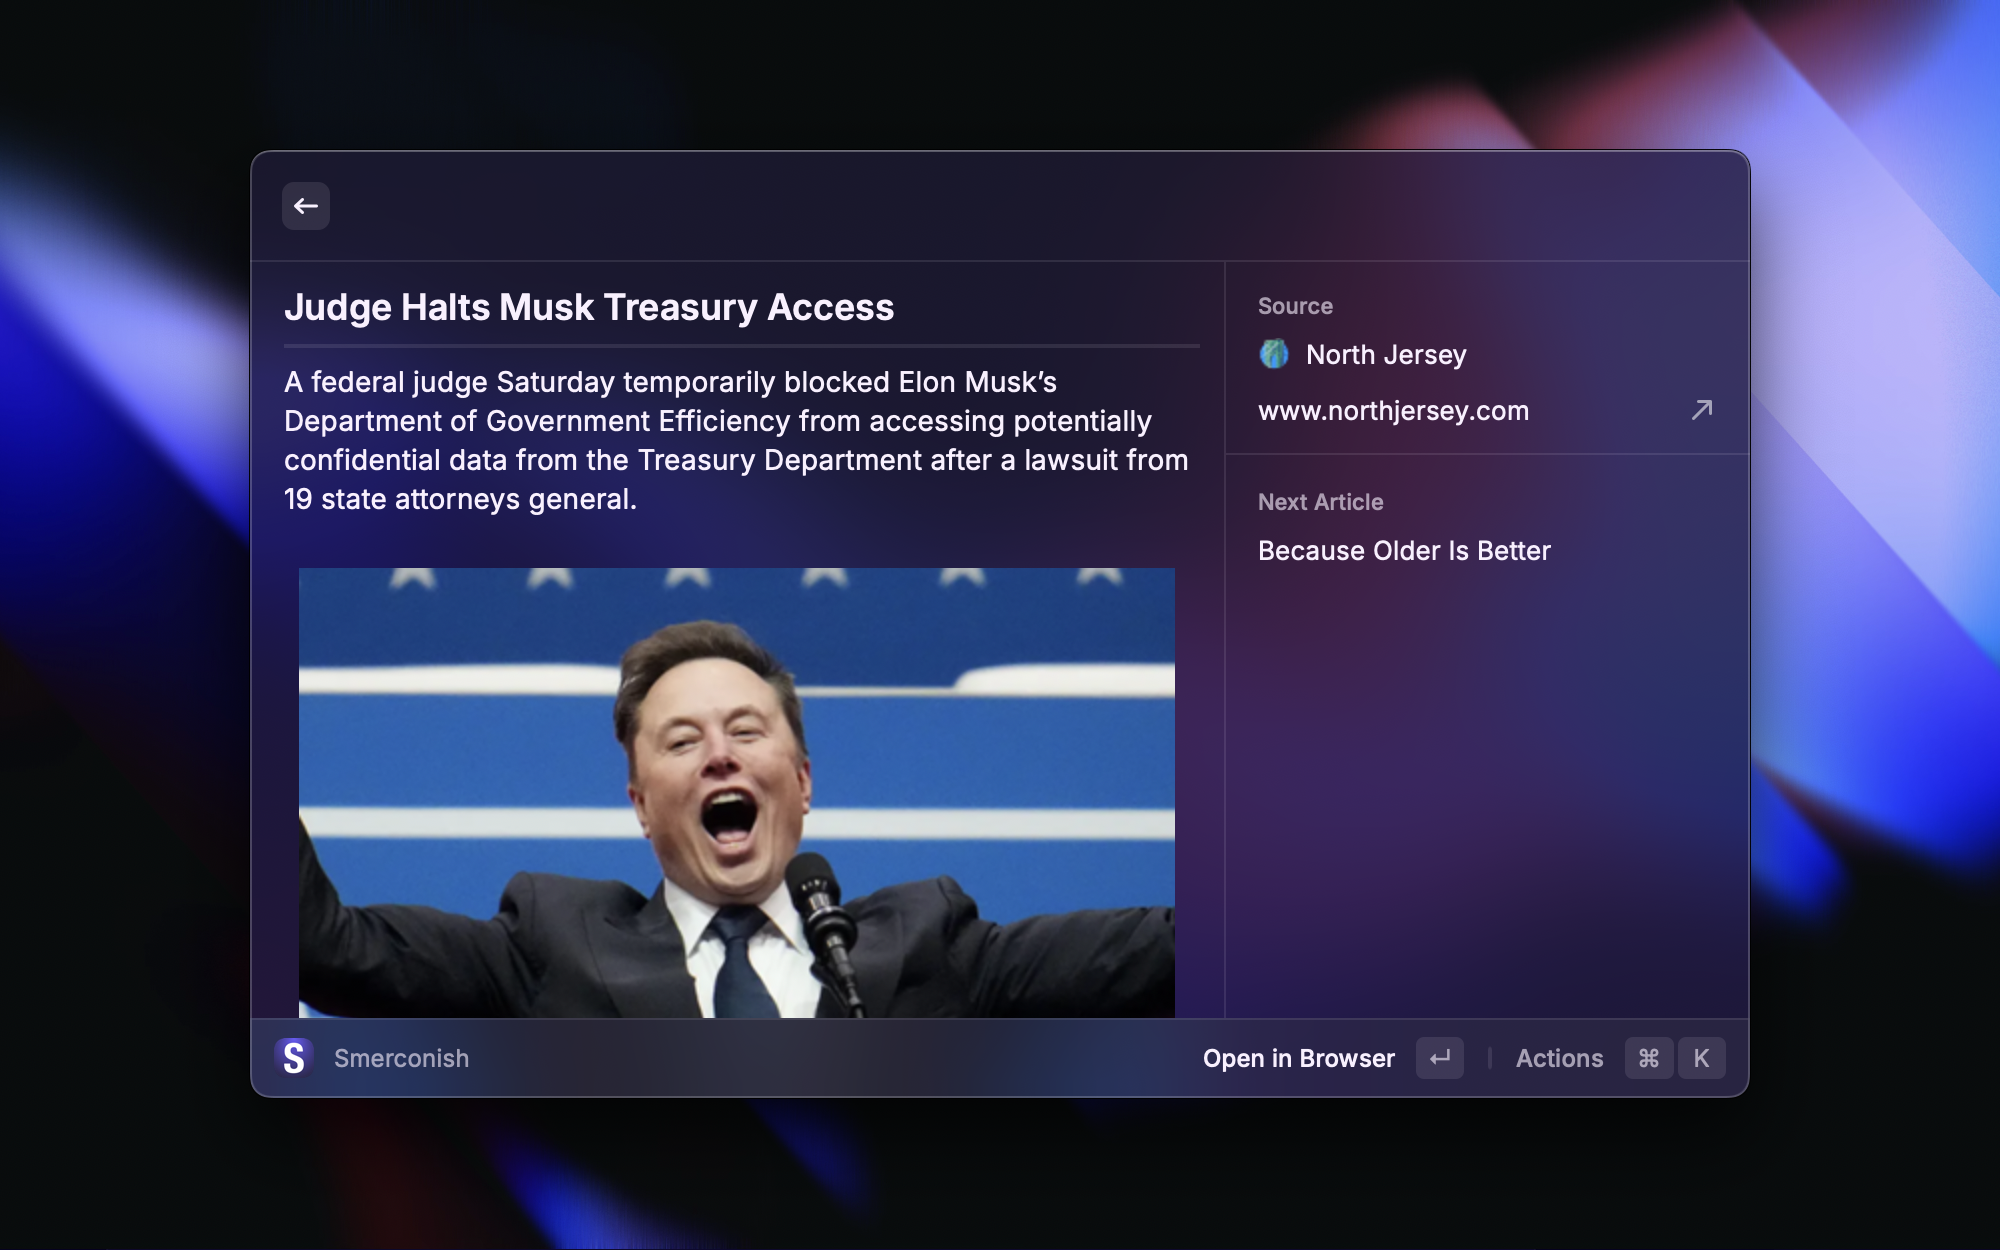 Judge Halts Musk Treasury Access
A federal judge Saturday temporarily blocked Elon Musk’s
Department of Government Efficiency from accessing potentially
confidential data from the Treasury Department after a lawsuit from
19 state attorneys general.
Source
North Jersey
www.northjersey.com
Next Article
Because Older Is Better
S
Smerconish
Open in Browser
Actions
⌘ K